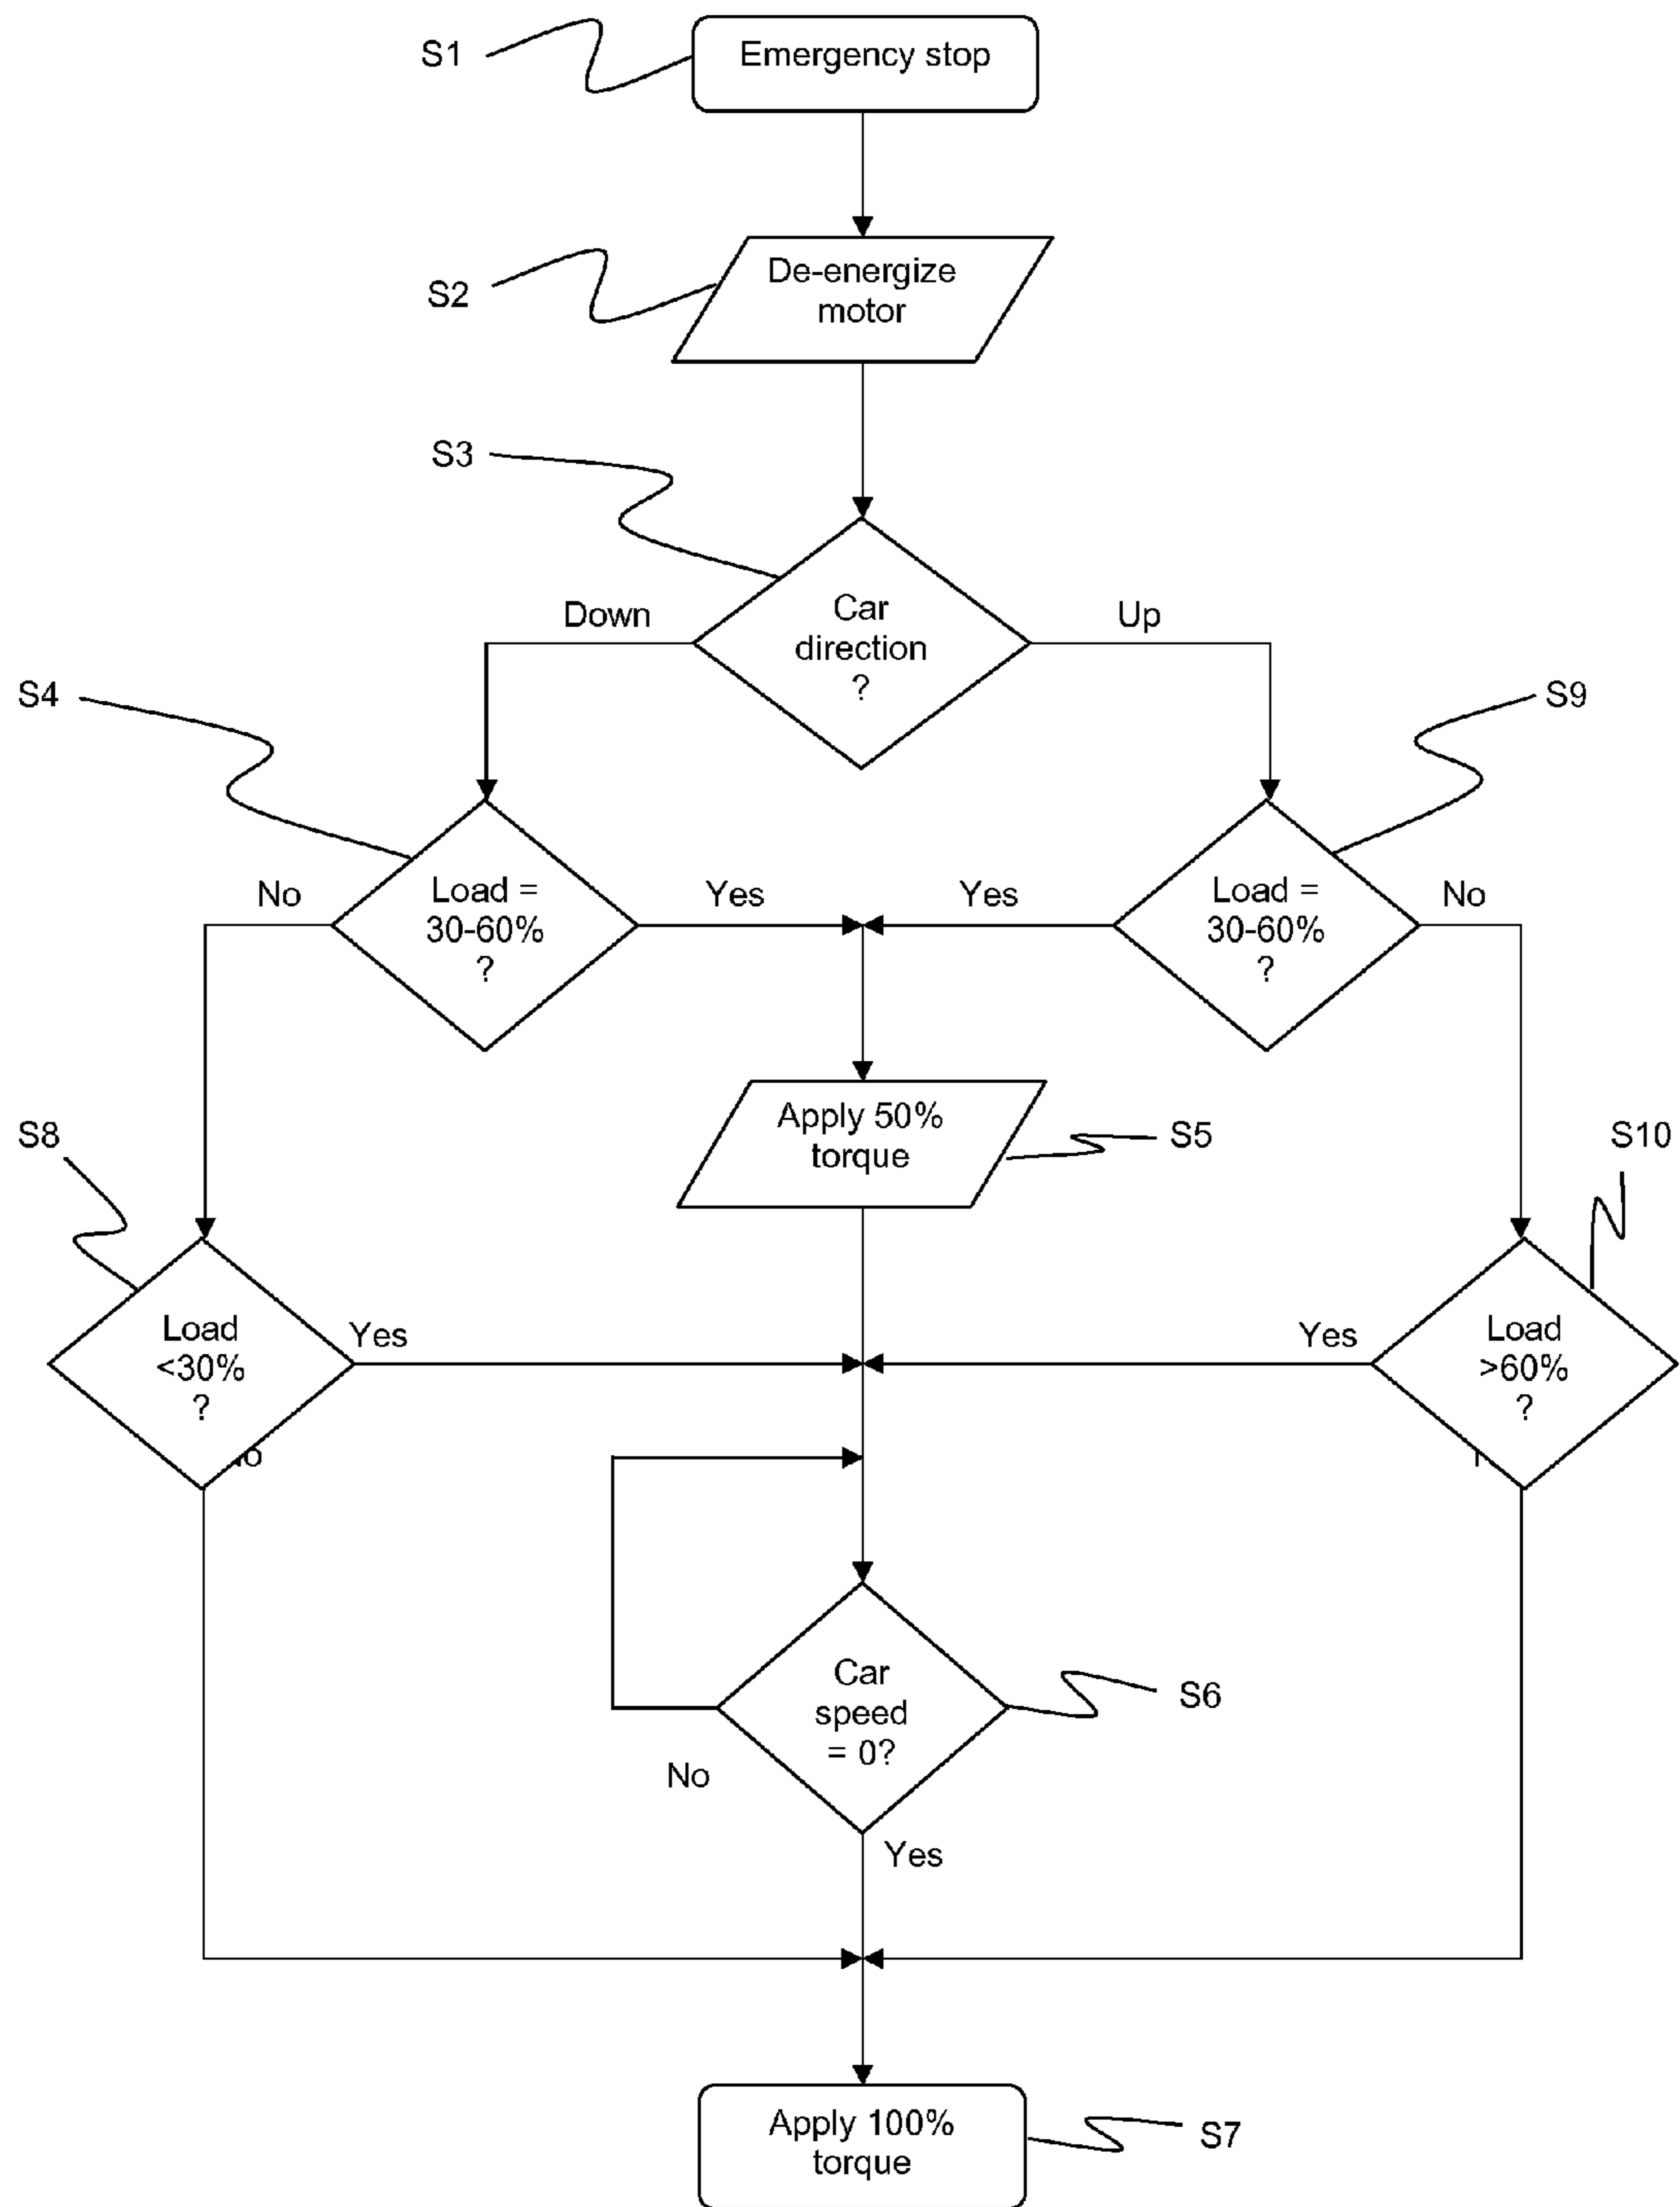 S1
Emergency stop
S2
De-energize
motor
S3
Car
direction
?
Down
Up
S4
S9
No
Load =
30-60%
?
Yes
Yes
Load =
30-60%
?
No
S8
Apply 50%
torque
S5
S10
Load
<30%
?
Yes
Yes
Load
>60%
?
Car
speed
= 0?
S6
No
Yes
Apply 100%
torque
S7